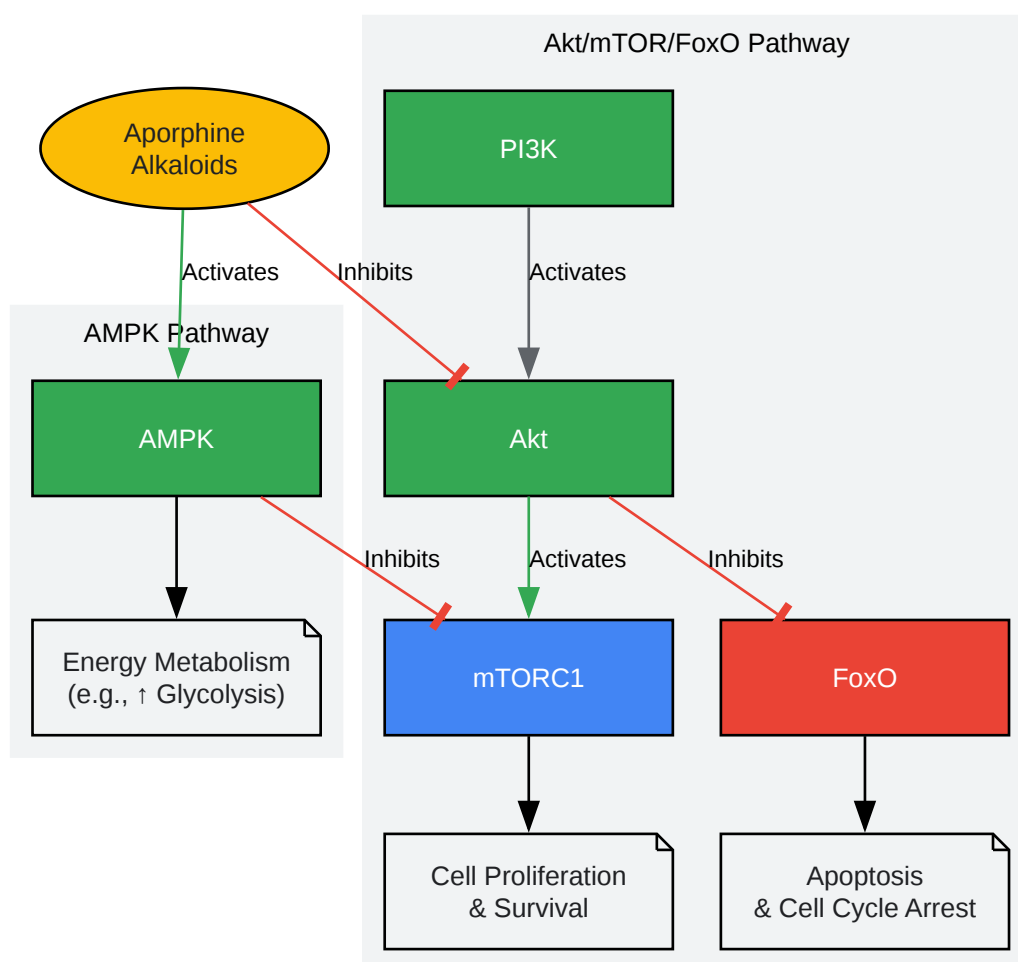 Akt/mTOR/FoxO Pathway
Aporphine
Alkaloids
PI3K
Activates
Inhibits
Activates
AMPK Pathway
AMPK
Akt
Inhibits
Activates
Inhibits
Energy Metabolism
(e.g., ↑ Glycolysis)
mTORC1
FoxO
Cell Proliferation
& Survival
Apoptosis
& Cell Cycle Arrest